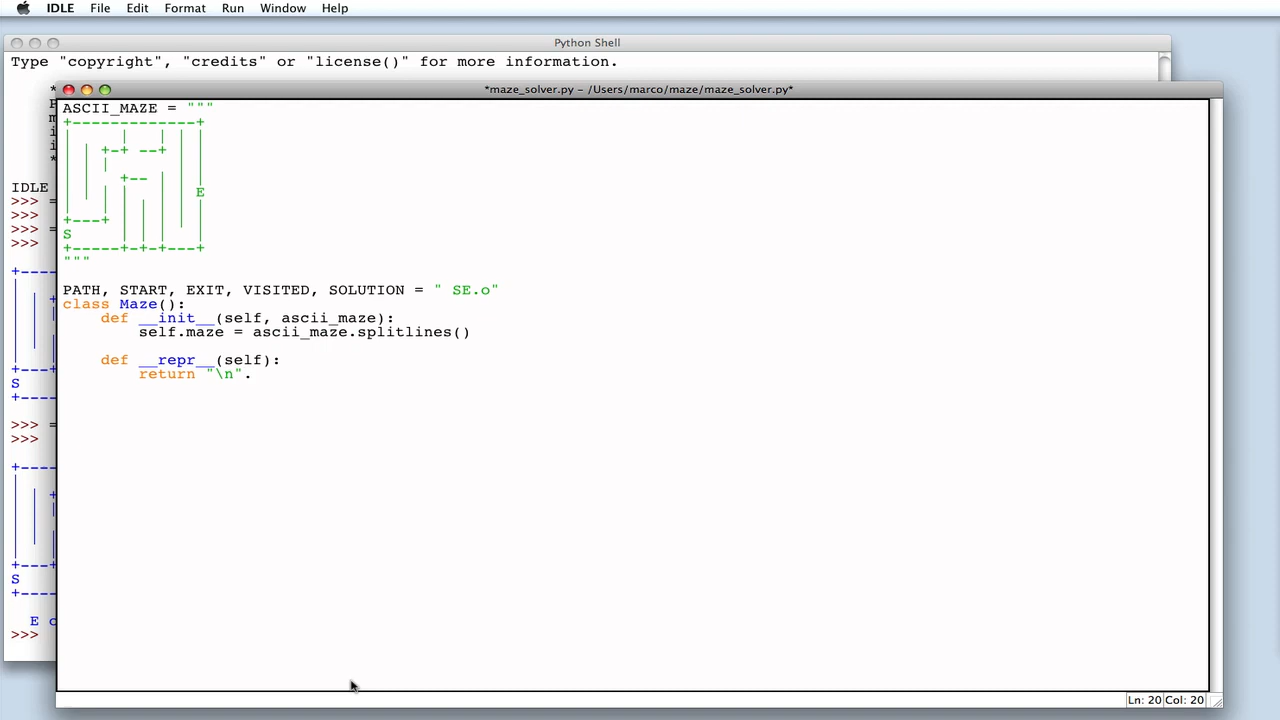 IDLE File Edit Format Run Window Help
Python Shell
Type "copyright", "credits" or "license()" for more information.
*maze_solver.py – /Users/marco/maze/maze_solver.py*
ASCII_MAZE = """
+-------------+
|     |   | | |
| | +-+ --+ | |
| | |       | |
| |   +-- | | |
| | | |   | | E
|   | | | | | |
+---+ | | | | |
S     | | |   |
+-----+-+-+---+
"""
PATH, START, EXIT, VISITED, SOLUTION = " SE.o"
class Maze():
    def __init__(self, ascii_maze):
        self.maze = ascii_maze.splitlines()
    def __repr__(self):
        return "\n".
IDLE
>>> =
>>>
>>> =
>>>
+----
S
+----
>>> =
>>>
+----
+----
S
+----
E
>>>
Ln: 20 Col: 20